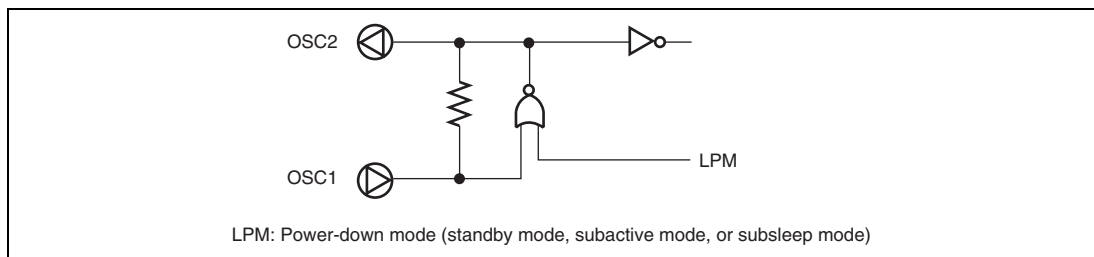 OSC2
OSC1
LPM
LPM: Power-down mode (standby mode, subactive mode, or subsleep mode)